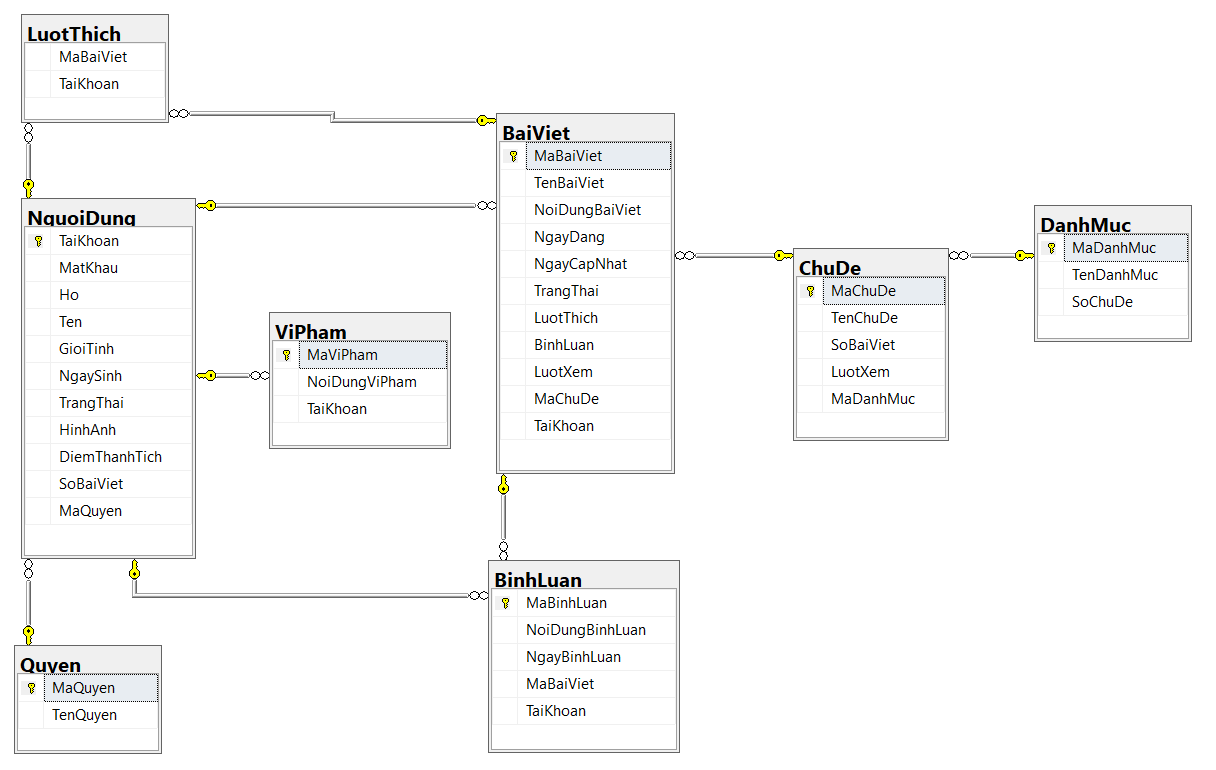 LuotThich
MaBaiViet
TaiKhoan
NguoiDung
TaiKhoan
MatKhau
Ho
Ten
GioiTinh
NgaySinh
TrangThai
HinhAnh
DiemThanhTich
SoBaiViet
MaQuyen
Quyen
MaQuyen
TenQuyen
ViPham
MaViPham
NoiDungViPham
TaiKhoan
BaiViet
MaBaiViet
TenBaiViet
NoiDungBaiViet
NgayDang
NgayCapNhat
TrangThai
LuotThich
BinhLuan
LuotXem
MaChuDe
TaiKhoan
BinhLuan
MaBinhLuan
NoiDungBinhLuan
NgayBinhLuan
MaBaiViet
TaiKhoan
ChuDe
MaChuDe
TenChuDe
SoBaiViet
LuotXem
MaDanhMuc
DanhMuc
MaDanhMuc
TenDanhMuc
SoChuDe